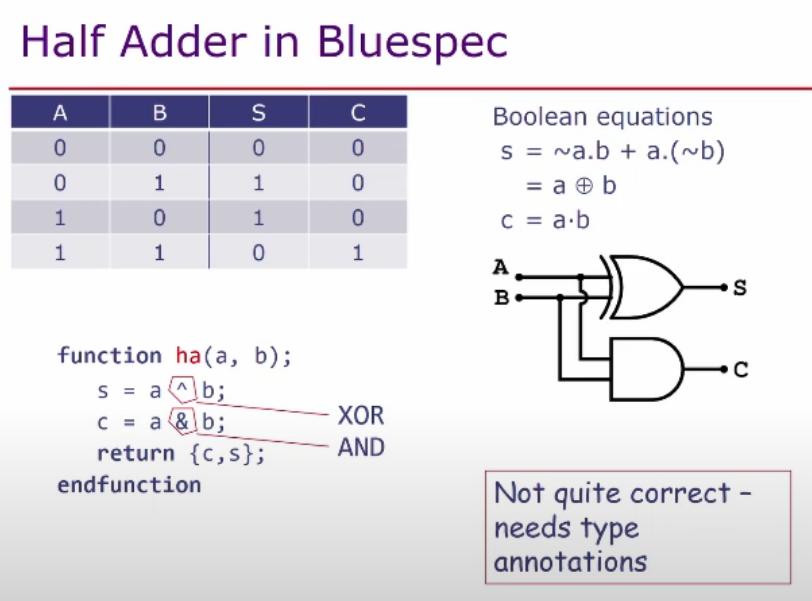 Half Adder in Bluespec
A B S C
0 0 0 0
0 1 1 0
1 0 1 0
1 1 0 1
Boolean equations
s = ~a.b + a.(~b)
= a ⊕ b
c = a·b
A
B
S
C
function ha(a, b);
s = a ^ b;
c = a & b;
return {c,s};
endfunction
XOR
AND
Not quite correct –
needs type
annotations